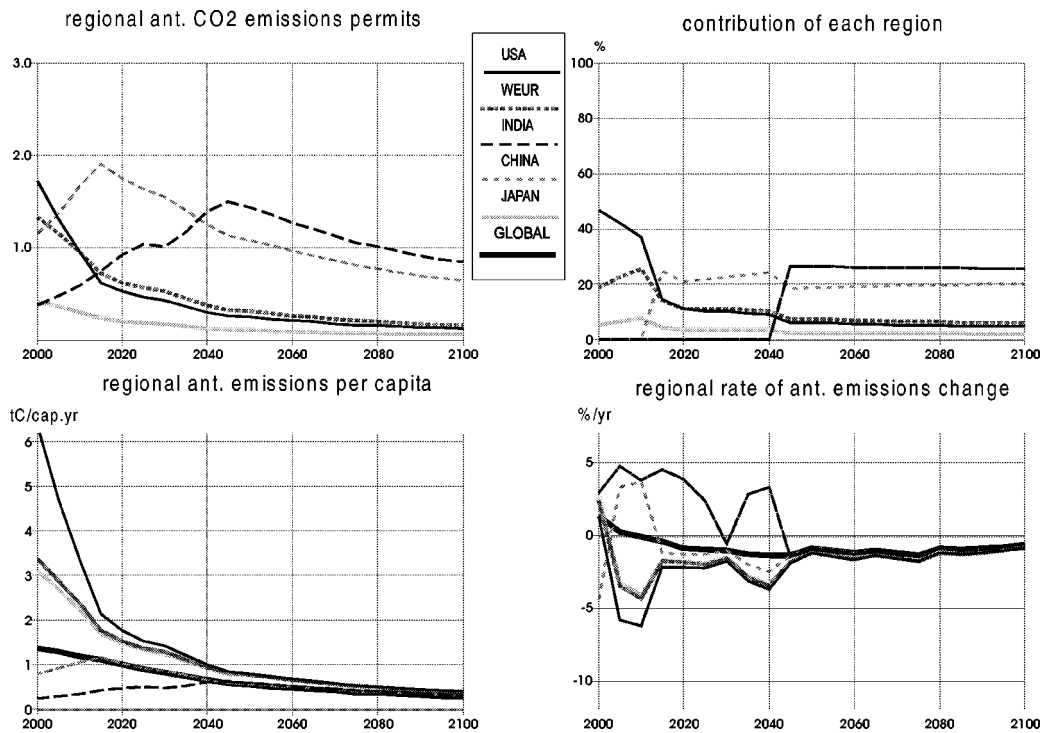 regional ant. CO2 emissions permits
3.0
2.0
1.0
2000 2020 2040 2060 2080 2100
USA
WEUR
INDIA
CHINA
JAPAN
GLOBAL
contribution of each region
%
100
80
60
40
20
0
2000 2020 2040 2060 2080 2100
regional ant. emissions per capita
tC/cap.yr
6
5
4
3
2
1
0
2000 2020 2040 2060 2080 2100
regional rate of ant. emissions change
%/yr
5
0
-5
-10
2000 2020 2040 2060 2080 2100